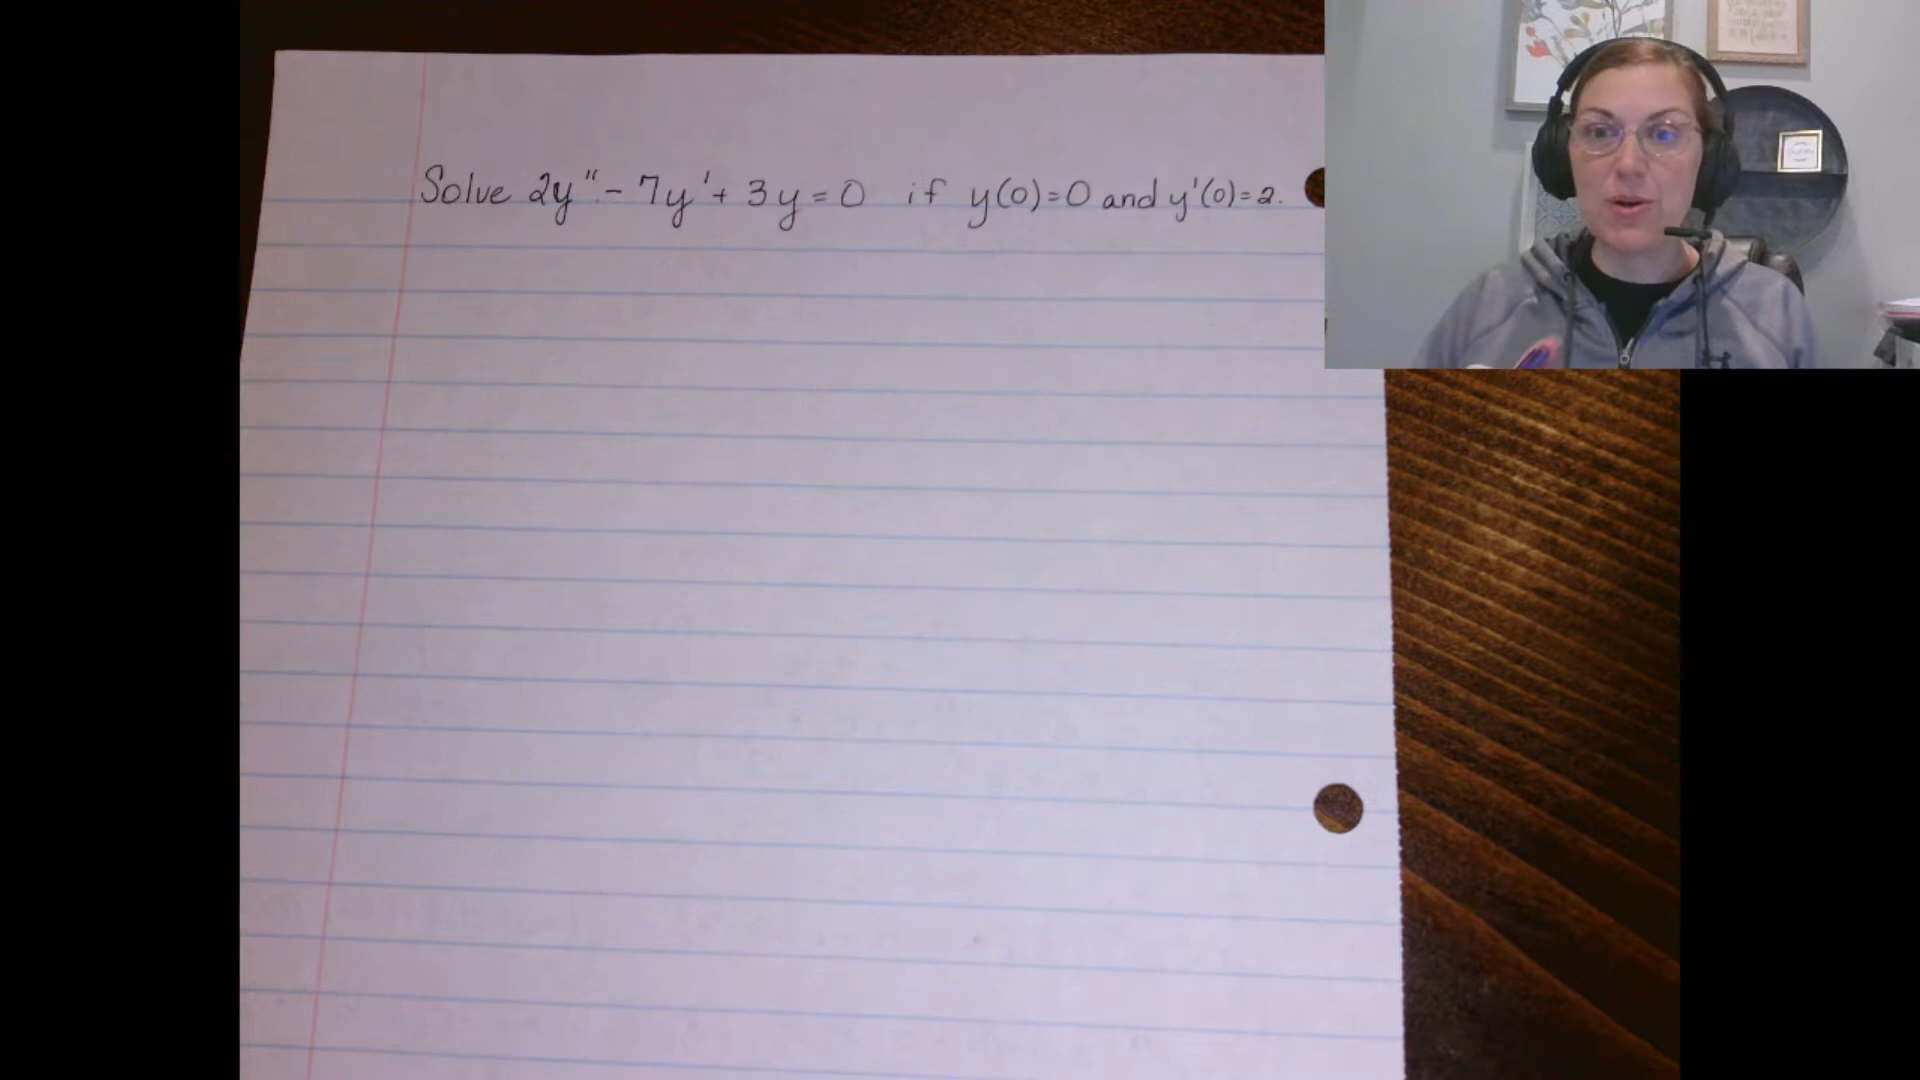 Solve 2y'' - 7y' + 3y = 0 if y(0)=0 and y'(0)=2.